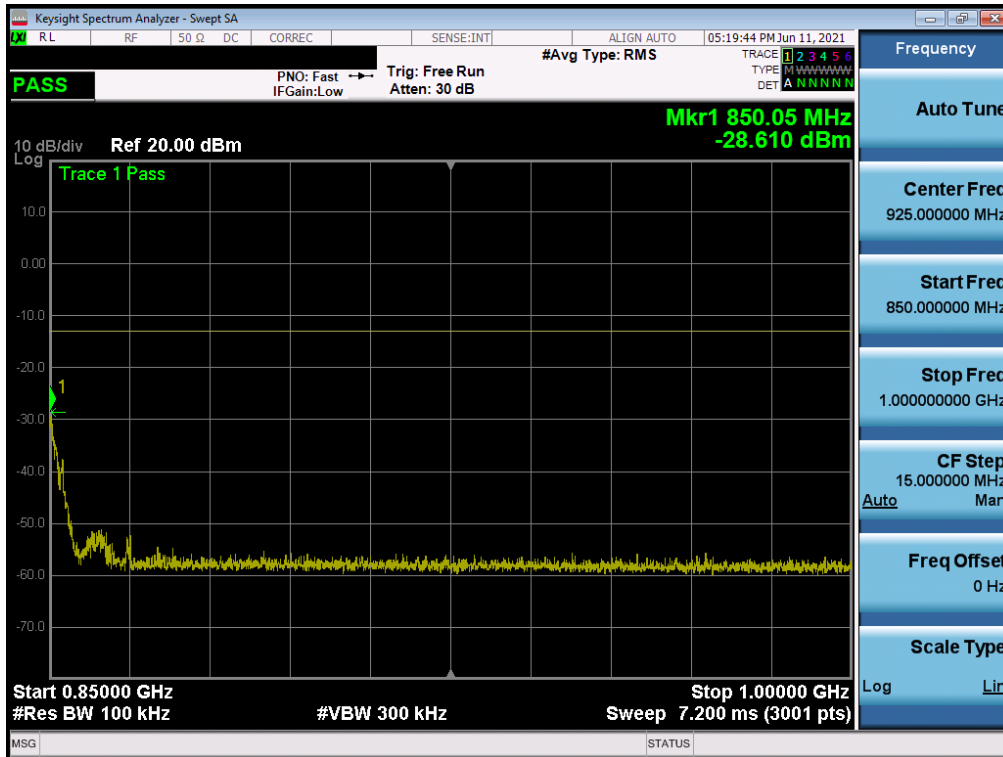 Keysight Spectrum Analyzer - Swept SA
LXI RL RF 50 Ω DC CORREC SENSE:INT ALIGN AUTO 05:19:44 PM Jun 11, 2021
PASS
PNO: Fast
IFGain:Low
Trig: Free Run
Atten: 30 dB
#Avg Type: RMS
TRACE 1 2 3 4 5 6
TYPE M W W W W W
DET A N N N N N
Mkr1 850.05 MHz
-28.610 dBm
10 dB/div Ref 20.00 dBm
Log
Trace 1 Pass
10.0
0.00
-10.0
-20.0
1
-30.0
-40.0
-50.0
-60.0
-70.0
Start 0.85000 GHz Stop 1.00000 GHz
#Res BW 100 kHz #VBW 300 kHz Sweep 7.200 ms (3001 pts)
MSG STATUS
Frequency
Auto Tune
Center Freq
925.000000 MHz
Start Freq
850.000000 MHz
Stop Freq
1.000000000 GHz
CF Step
15.000000 MHz
Auto Man
Freq Offset
0 Hz
Scale Type
Log Lin